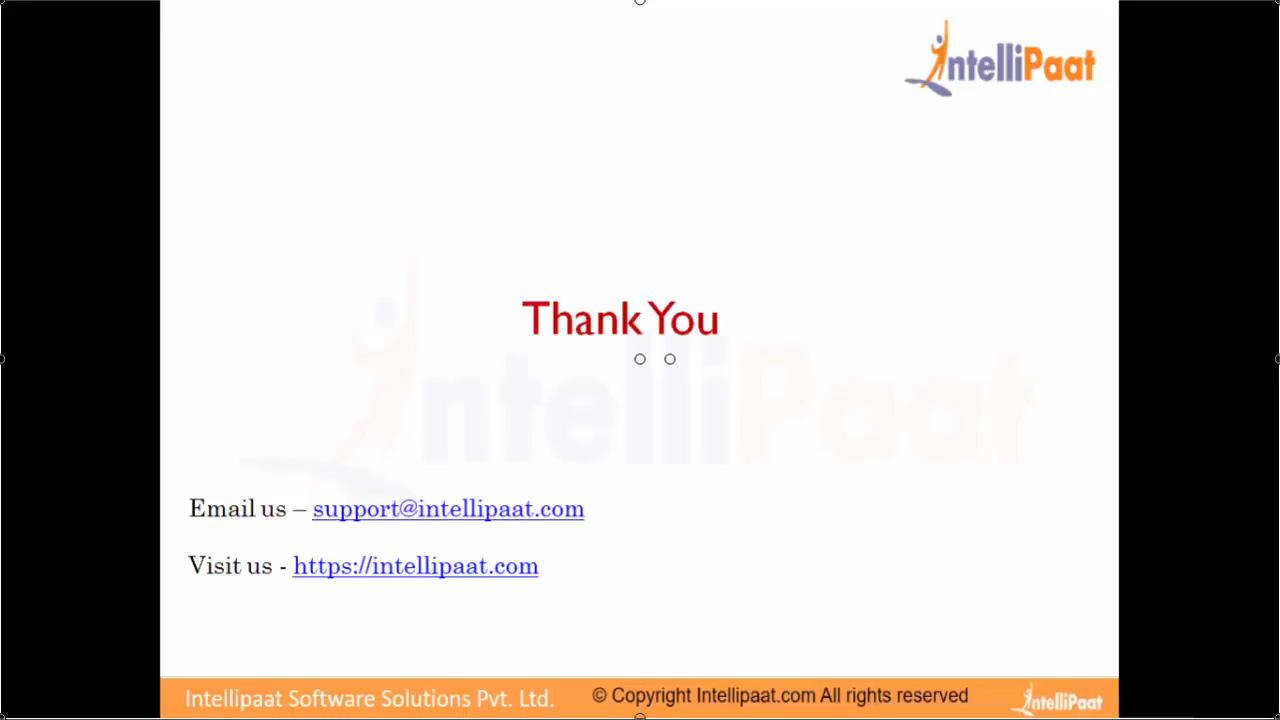 IntelliPaat
Thank You
IntelliPaat
Email us – support@intellipaat.com
Visit us - https://intellipaat.com
Intellipaat Software Solutions Pvt. Ltd. © Copyright Intellipaat.com All rights reserved IntelliPaat